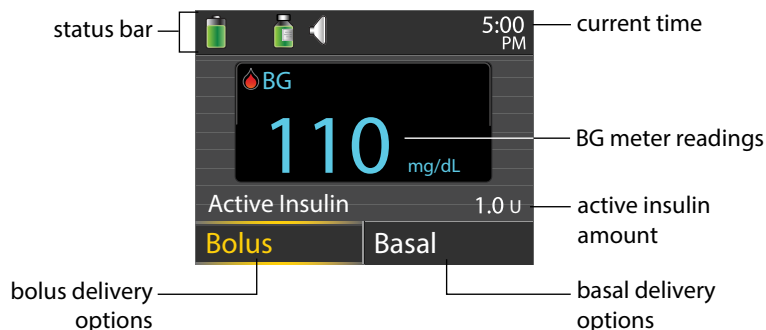 status bar
5:00
PM
current time
BG
110
mg/dL
BG meter readings
Active Insulin
1.0 U
active insulin
amount
Bolus
Basal
bolus delivery
options
basal delivery
options